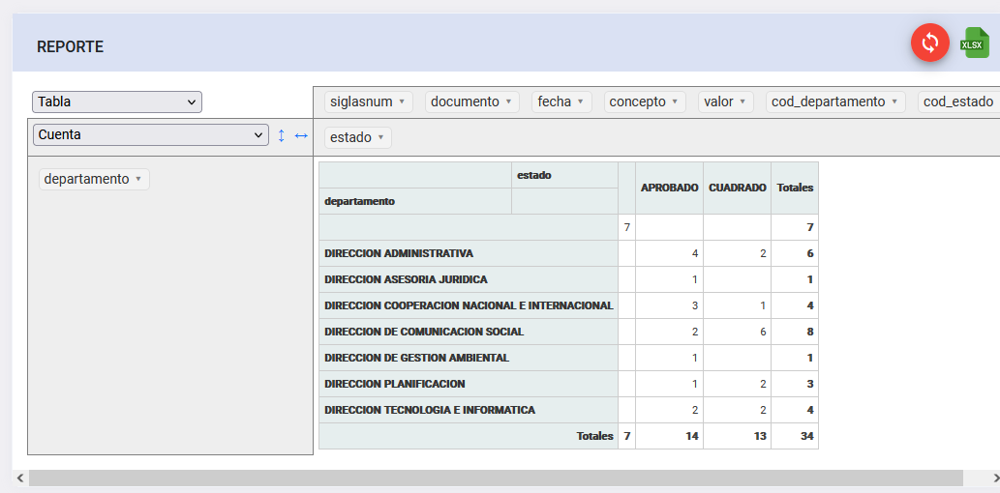 REPORTE
XLSX
Tabla
siglasnum documento fecha concepto valor cod_departamento cod_estado
Cuenta
estado
departamento
estado
APROBADO CUADRADO Totales
departamento
7 7
DIRECCION ADMINISTRATIVA 4 2 6
DIRECCION ASESORIA JURIDICA 1 1
DIRECCION COOPERACION NACIONAL E INTERNACIONAL 3 1 4
DIRECCION DE COMUNICACION SOCIAL 2 6 8
DIRECCION DE GESTION AMBIENTAL 1 1
DIRECCION PLANIFICACION 1 2 3
DIRECCION TECNOLOGIA E INFORMATICA 2 2 4
Totales 7 14 13 34